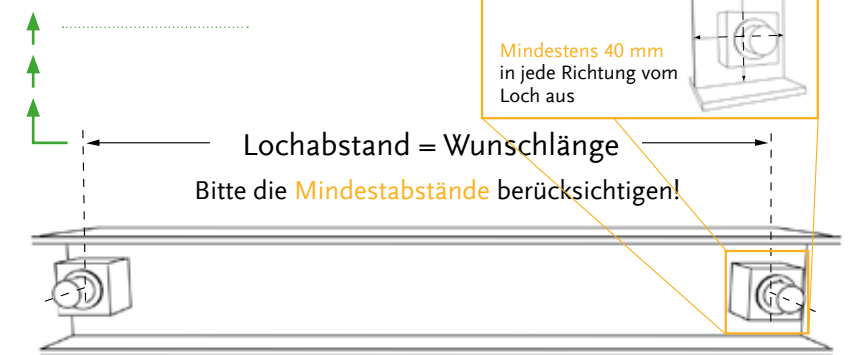 Mindestens 40 mm
in jede Richtung vom
Loch aus
Lochabstand = Wunschlänge
Bitte die Mindestabstände berücksichtigen!